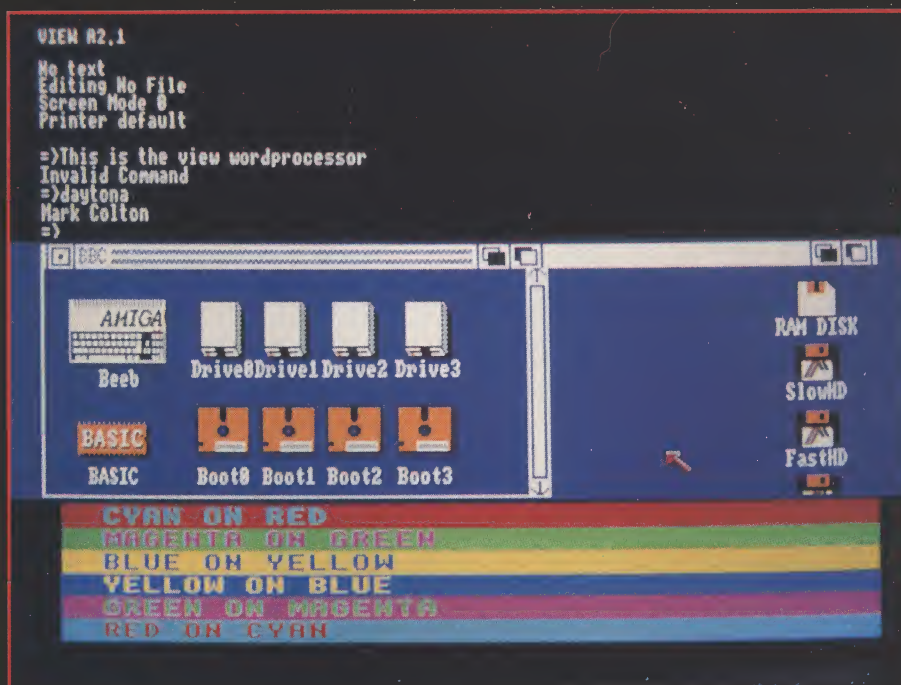 VIEW A2.1
No text
Editing No File
Screen Mode 0
Printer default
=>This is the view wordprocessor
Invalid Command
=>daytona
Mark Colton
=>
BBC
AMIGA
Beeb
Drive0 Drive1 Drive2 Drive3
RAM DISK
SlowHD
BASIC
BASIC
Boot0 Boot1 Boot2 Boot3
FastHD
CYAN ON RED
MAGENTA ON GREEN
BLUE ON YELLOW
YELLOW ON BLUE
GREEN ON MAGENTA
RED ON CYAN